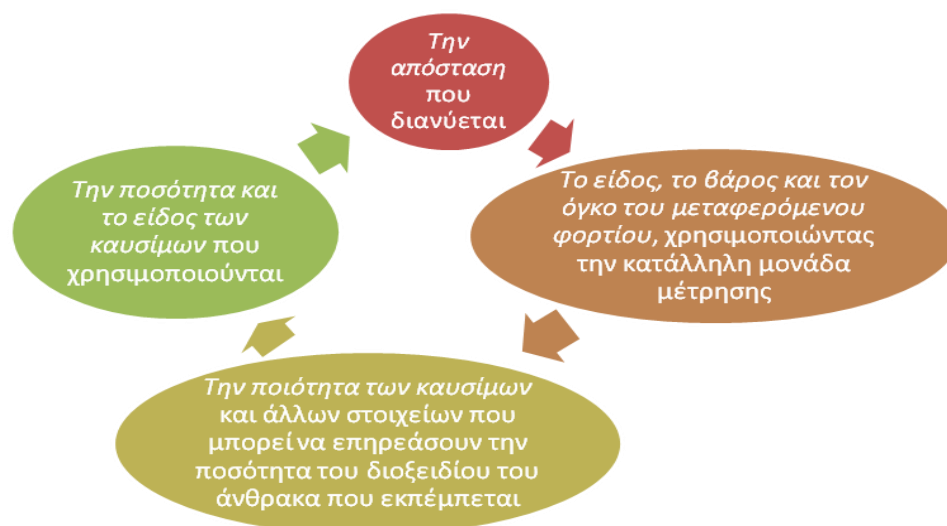 Την
απόσταση
που
διανύεται
Το είδος, το βάρος και τον
όγκο του μεταφερόμενου
φορτίου, χρησιμοποιώντας
την κατάλληλη μονάδα
μέτρησης
Την ποιότητα των καυσίμων
και άλλων στοιχείων που
μπορεί να επηρεάσουν την
ποσότητα του διοξειδίου του
άνθρακα που εκπέμπεται
Την ποσότητα και
το είδος των
καυσίμων που
χρησιμοποιούνται